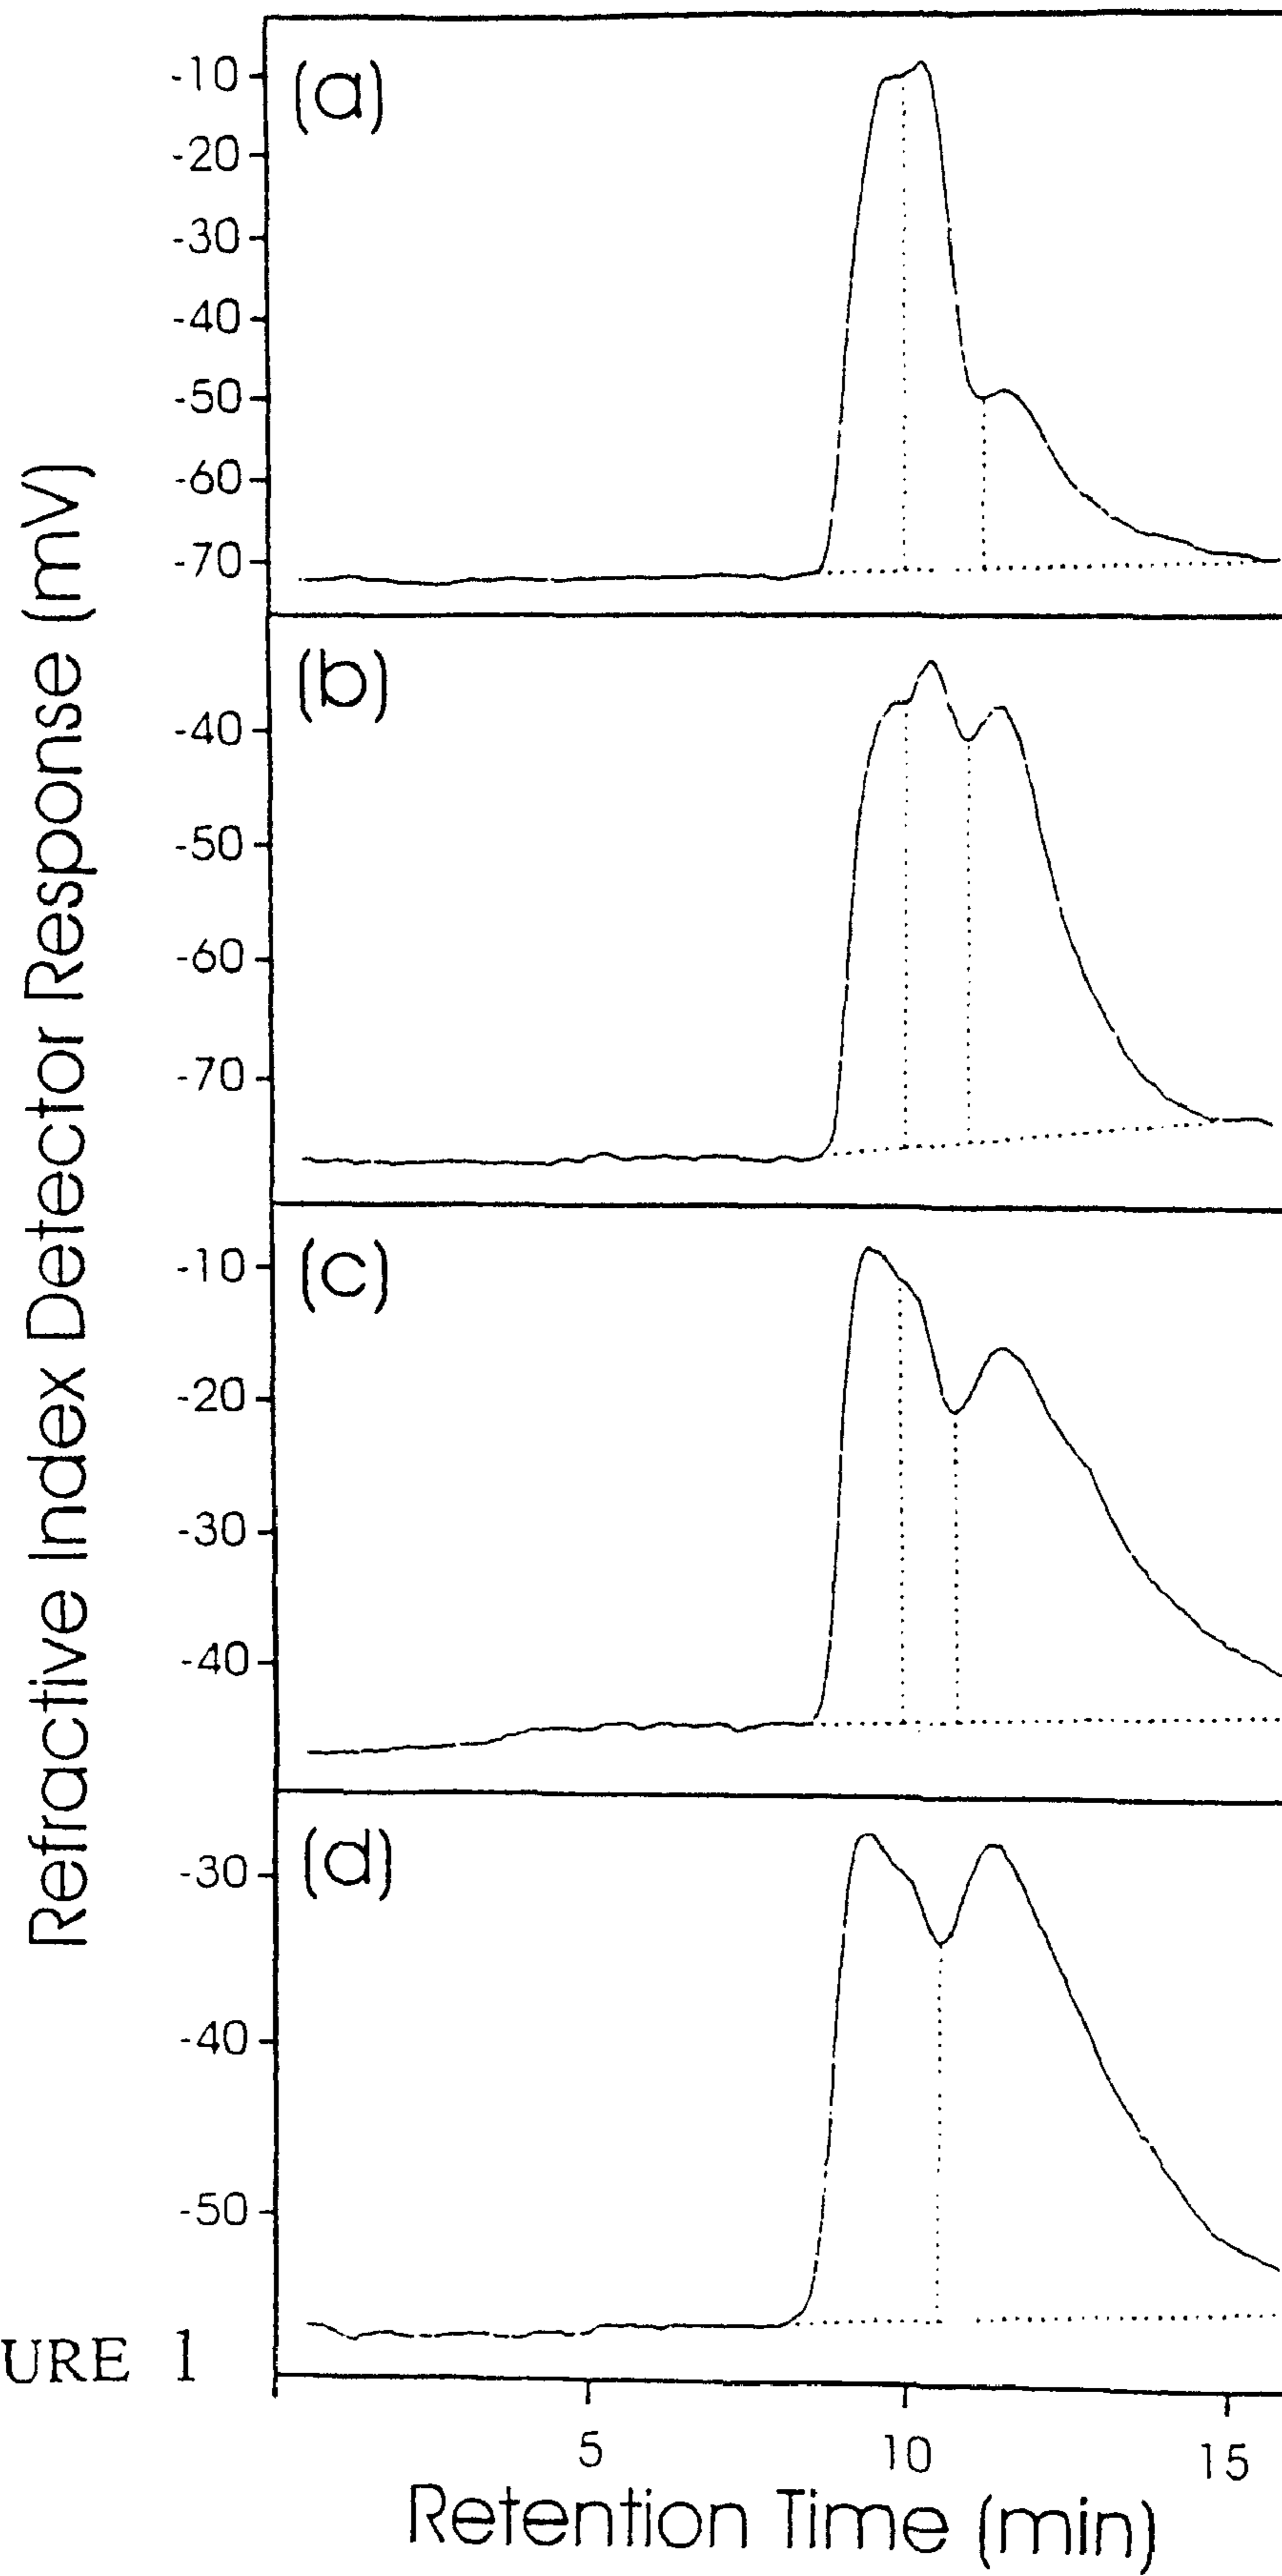 Refractive Index Detector Response (mV)
(a)
-10
-20
-30
-40
-50
-60
-70
(b)
-40
-50
-60
-70
(c)
-10
-20
-30
-40
(d)
-30
-40
-50
URE 1
5 10 15
Retention Time (min)